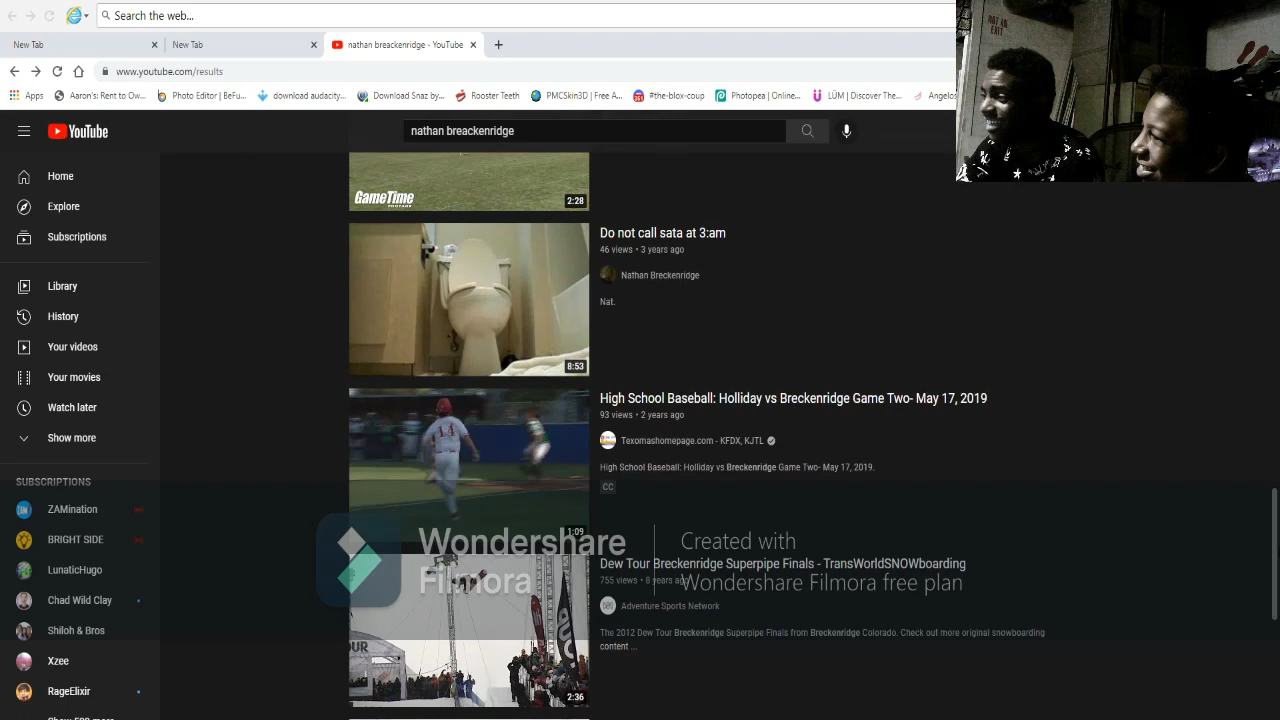 Search the web...
New Tab
New Tab
nathan breackenridge - YouTube
www.youtube.com/results
Apps
Aaron's Rent to Ow...
Photo Editor | BeFu...
download audacity...
Download Snaz by...
Rooster Teeth
PMCSkin3D | Free A...
#the-blox-coup
Photopea | Online...
LÜM | Discover The...
Angelos
NOT AN
EXIT
YouTube
nathan breackenridge
Home
Explore
Subscriptions
Library
History
Your videos
Your movies
Watch later
Show more
SUBSCRIPTIONS
ZAMination
BRIGHT SIDE
LunaticHugo
Chad Wild Clay
Shiloh & Bros
Xzee
RageElixir
GameTime
2:28
Do not call sata at 3:am
46 views • 3 years ago
Nathan Breckenridge
Nat.
8:53
High School Baseball: Holliday vs Breckenridge Game Two- May 17, 2019
93 views • 2 years ago
Texomashomepage.com - KFDX, KJTL
High School Baseball: Holliday vs Breckenridge Game Two- May 17, 2019.
CC
14
1:09
Wondershare
Filmora
Created with
Wondershare Filmora free plan
Dew Tour Breckenridge Superpipe Finals - TransWorldSNOWboarding
755 views • 8 years ago
Adventure Sports Network
The 2012 Dew Tour Breckenridge Superpipe Finals from Breckenridge Colorado. Check out more original snowboarding
content ...
2:36